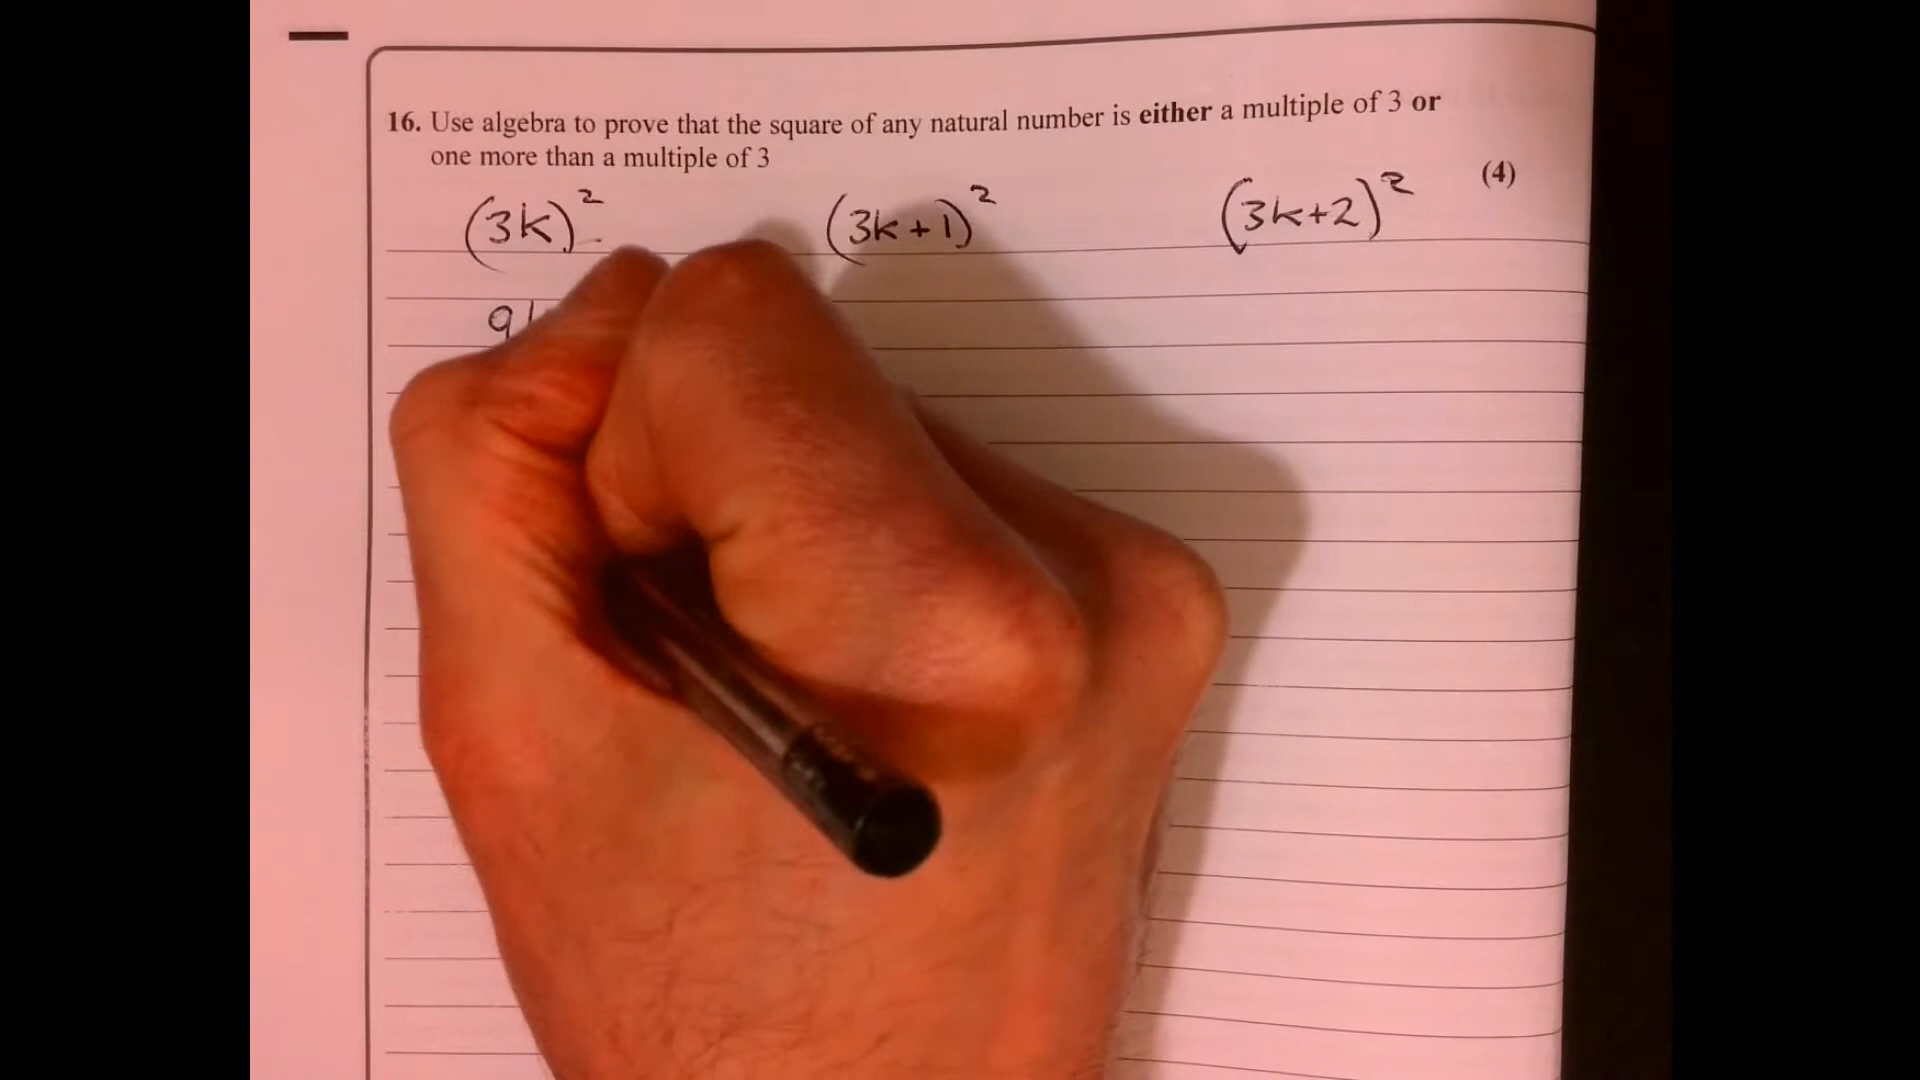 16. Use algebra to prove that the square of any natural number is either a multiple of 3 or
one more than a multiple of 3
(4)
(3k)² (3k+1)² (3k+2)²
9